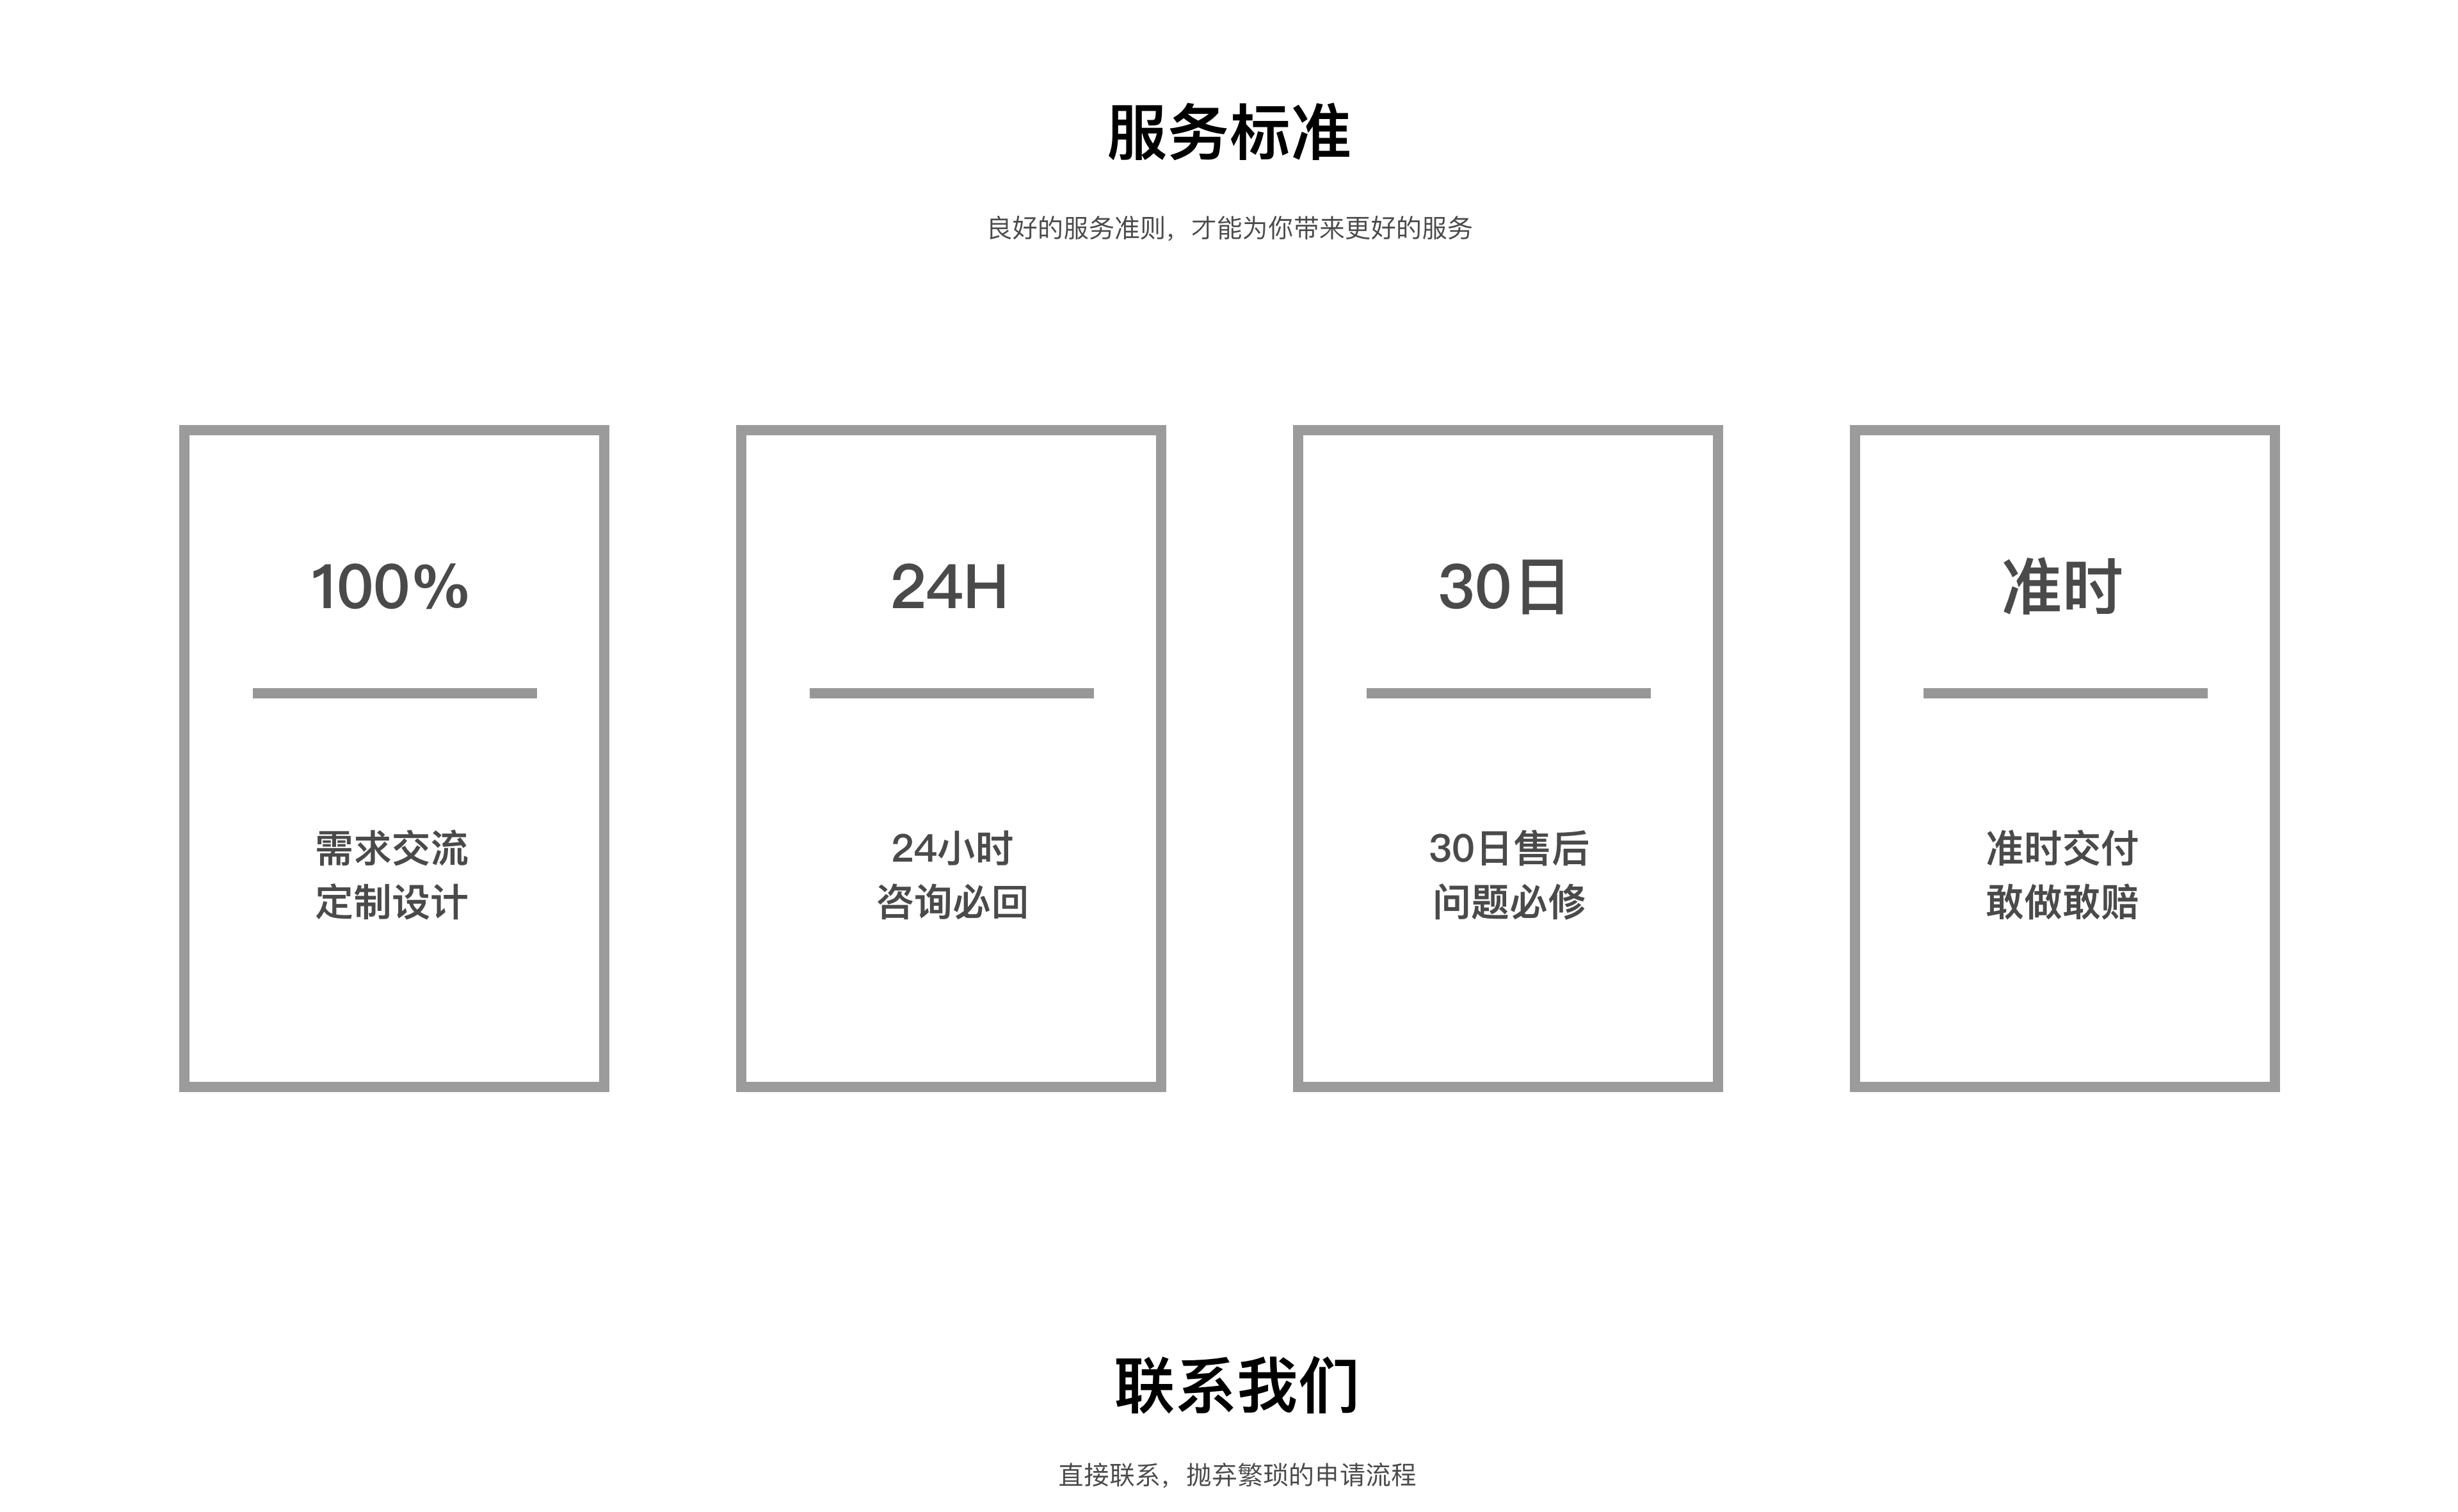 服务标准
良好的服务准则，才能为你带来更好的服务
100%
需求交流
定制设计
24H
24小时
咨询必回
30日
30日售后
问题必修
准时
准时交付
敢做敢赔
联系我们
直接联系，抛弃繁琐的申请流程